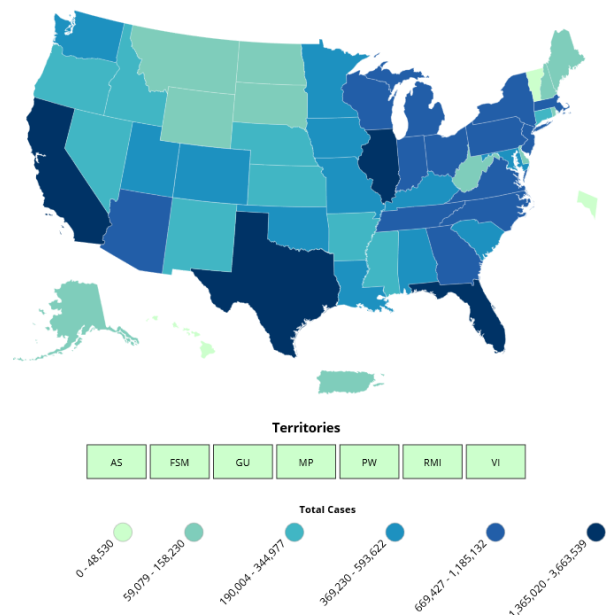 Territories
AS FSM GU MP PW RMI VI
Total Cases
0 - 48,530
59,079 - 158,230
190,004 - 344,977
369,230 - 593,622
669,427 - 1,185,132
1,365,020 - 3,663,539